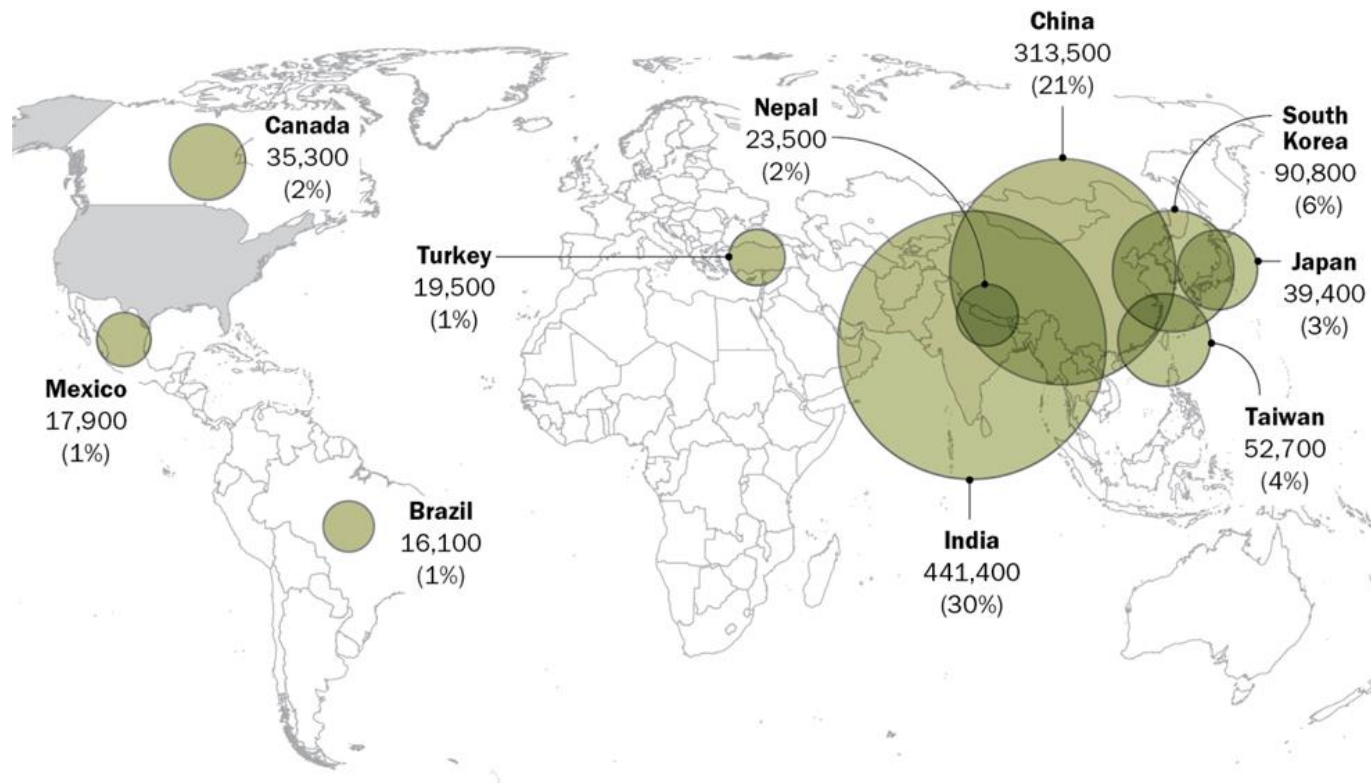 China
313,500
(21%)
Nepal
23,500
(2%)
South
Korea
90,800
(6%)
Canada
35,300
(2%)
Turkey
19,500
(1%)
Japan
39,400
(3%)
Mexico
17,900
(1%)
Taiwan
52,700
(4%)
Brazil
16,100
(1%)
India
441,400
(30%)